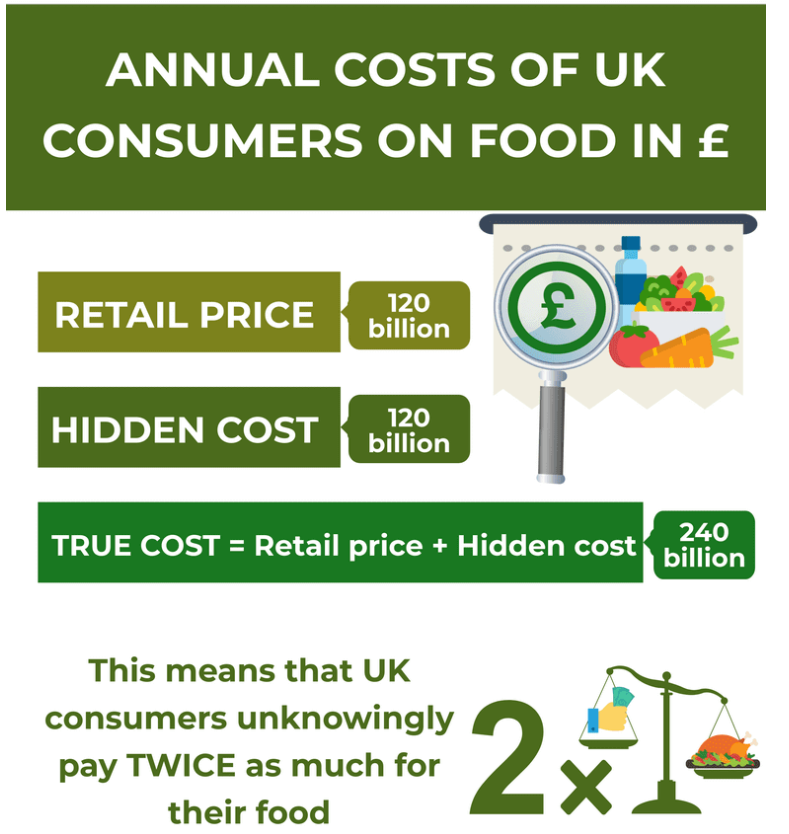 ANNUAL COSTS OF UK
CONSUMERS ON FOOD IN £
£
RETAIL PRICE
120
billion
HIDDEN COST
120
billion
TRUE COST = Retail price + Hidden cost
240
billion
This means that UK
consumers unknowingly
pay TWICE as much for
their food
2x